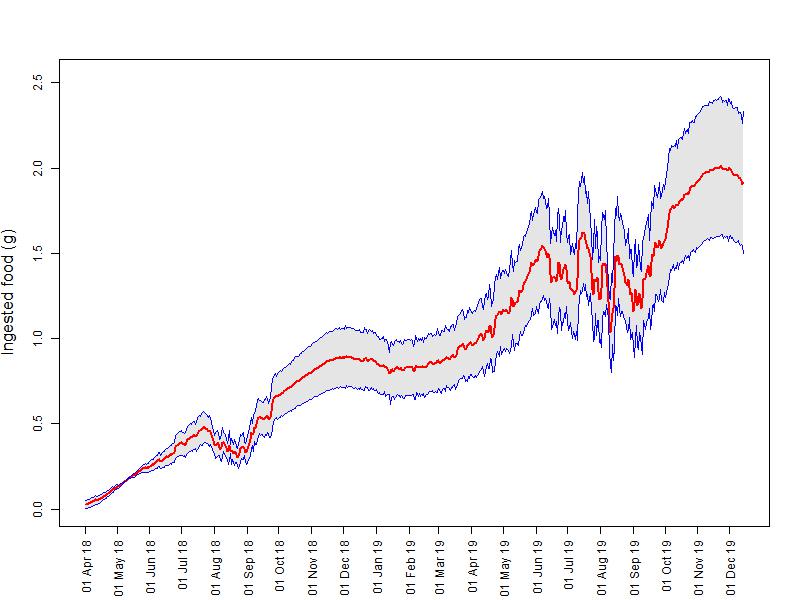 Ingested food (g)
2.5
2.0
1.5
1.0
0.5
0.0
01 Apr 18
01 May 18
01 Jun 18
01 Jul 18
01 Aug 18
01 Sep 18
01 Oct 18
01 Nov 18
01 Dec 18
01 Jan 19
01 Feb 19
01 Mar 19
01 Apr 19
01 May 19
01 Jun 19
01 Jul 19
01 Aug 19
01 Sep 19
01 Oct 19
01 Nov 19
01 Dec 19